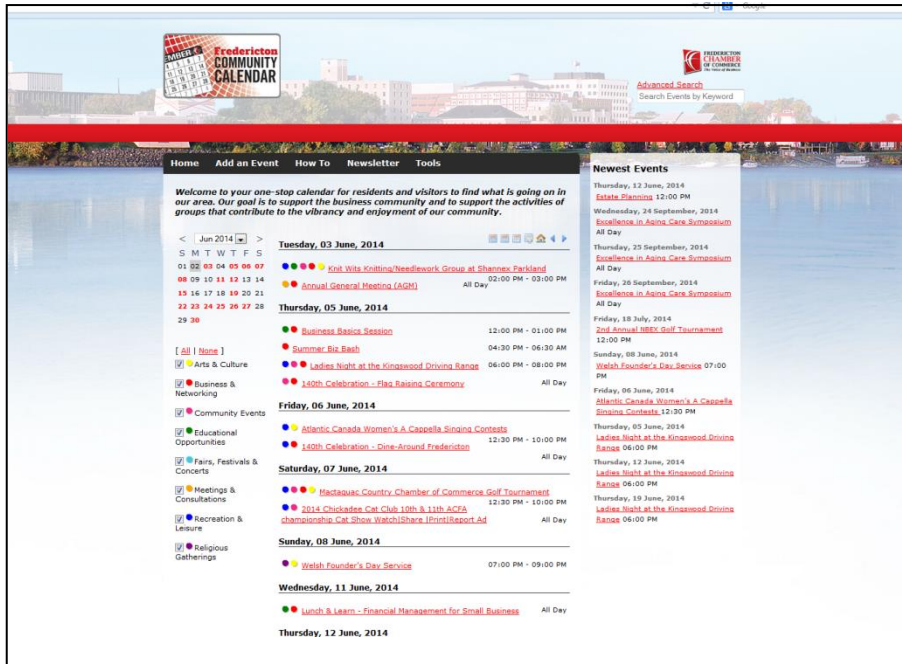 Google
Fredericton
COMMUNITY
CALENDAR
FREDERICTON
CHAMBER
OF COMMERCE
Advanced Search
Search Events by Keyword
Home Add an Event How To Newsletter Tools
Welcome to your one-stop calendar for residents and visitors to find what is going on in
our area. Our goal is to support the business community and to support the activities of
groups that contribute to the vibrancy and enjoyment of our community.
< Jun 2014 >
S M T W T F S
01 02 03 04 05 06 07
08 09 10 11 12 13 14
15 16 17 18 19 20 21
22 23 24 25 26 27 28
29 30
[ All | None ]
Arts & Culture
Business &
Networking
Community Events
Educational
Opportunities
Fairs, Festivals &
Concerts
Meetings &
Consultations
Recreation &
Leisure
Religious
Gatherings
Tuesday, 03 June, 2014
Knit Wits Knitting/Needlework Group at Shannex Parkland
02:00 PM - 03:00 PM
Annual General Meeting (AGM) All Day
Thursday, 05 June, 2014
Business Basics Session 12:00 PM - 01:00 PM
Summer Biz Bash 04:30 PM - 06:30 AM
Ladies Night at the Kingswood Driving Range 06:00 PM - 08:00 PM
140th Celebration - Flag Raising Ceremony All Day
Friday, 06 June, 2014
Atlantic Canada Women's A Cappella Singing Contests
12:30 PM - 10:00 PM
140th Celebration - Dine-Around Fredericton
All Day
Saturday, 07 June, 2014
Mactaquac Country Chamber of Commerce Golf Tournament
12:30 PM - 10:00 PM
2014 Chickadee Cat Club 10th & 11th ACFA
championship Cat Show Watch|Share |Print|Report Ad All Day
Sunday, 08 June, 2014
Welsh Founder's Day Service 07:00 PM - 09:00 PM
Wednesday, 11 June, 2014
Lunch & Learn - Financial Management for Small Business All Day
Thursday, 12 June, 2014
Newest Events
Thursday, 12 June, 2014
Estate Planning 12:00 PM
Wednesday, 24 September, 2014
Excellence in Aging Care Symposium
All Day
Thursday, 25 September, 2014
Excellence in Aging Care Symposium
All Day
Friday, 26 September, 2014
Excellence in Aging Care Symposium
All Day
Friday, 18 July, 2014
2nd Annual NBEX Golf Tournament
12:00 PM
Sunday, 08 June, 2014
Welsh Founder's Day Service 07:00
PM
Friday, 06 June, 2014
Atlantic Canada Women's A Cappella
Singing Contests 12:30 PM
Thursday, 05 June, 2014
Ladies Night at the Kingswood Driving
Range 06:00 PM
Thursday, 12 June, 2014
Ladies Night at the Kingswood Driving
Range 06:00 PM
Thursday, 19 June, 2014
Ladies Night at the Kingswood Driving
Range 06:00 PM